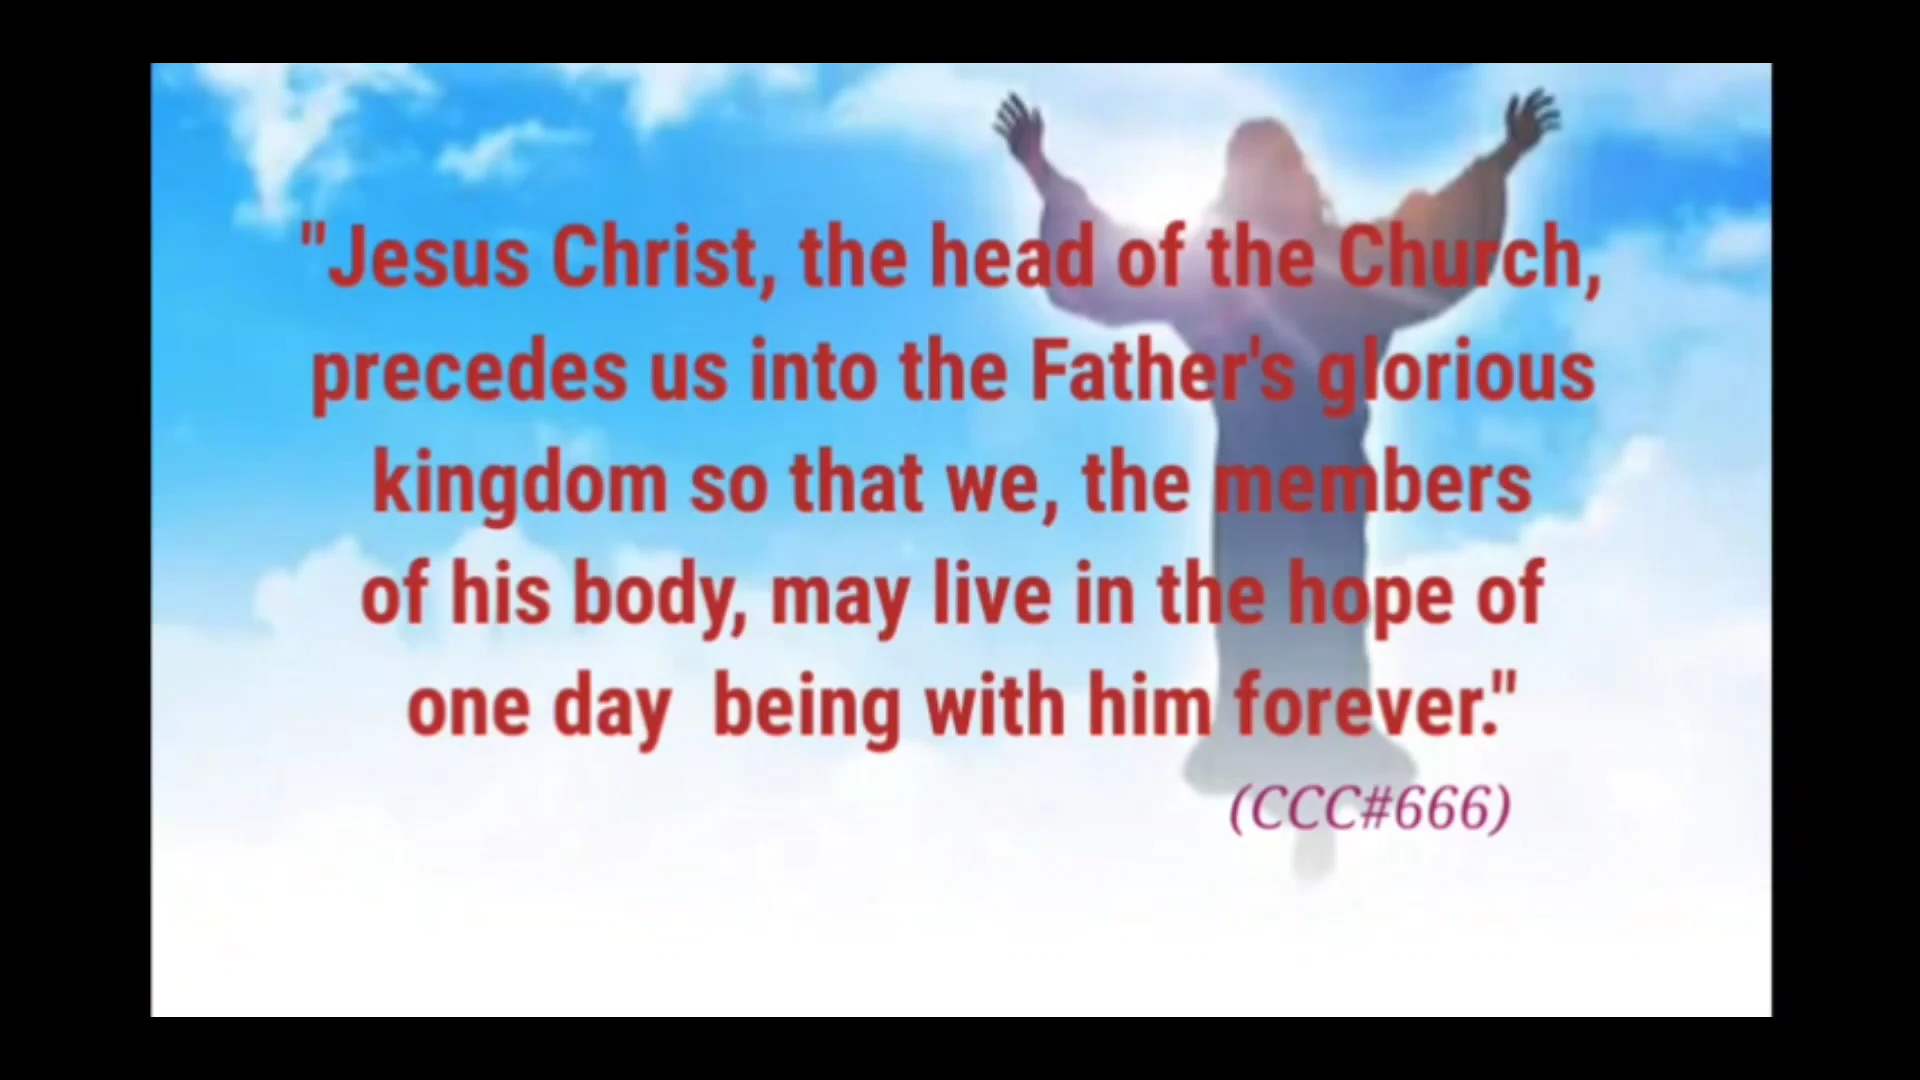 "Jesus Christ, the head of the Church,
precedes us into the Father's glorious
kingdom so that we, the members
of his body, may live in the hope of
one day  being with him forever."
(CCC#666)